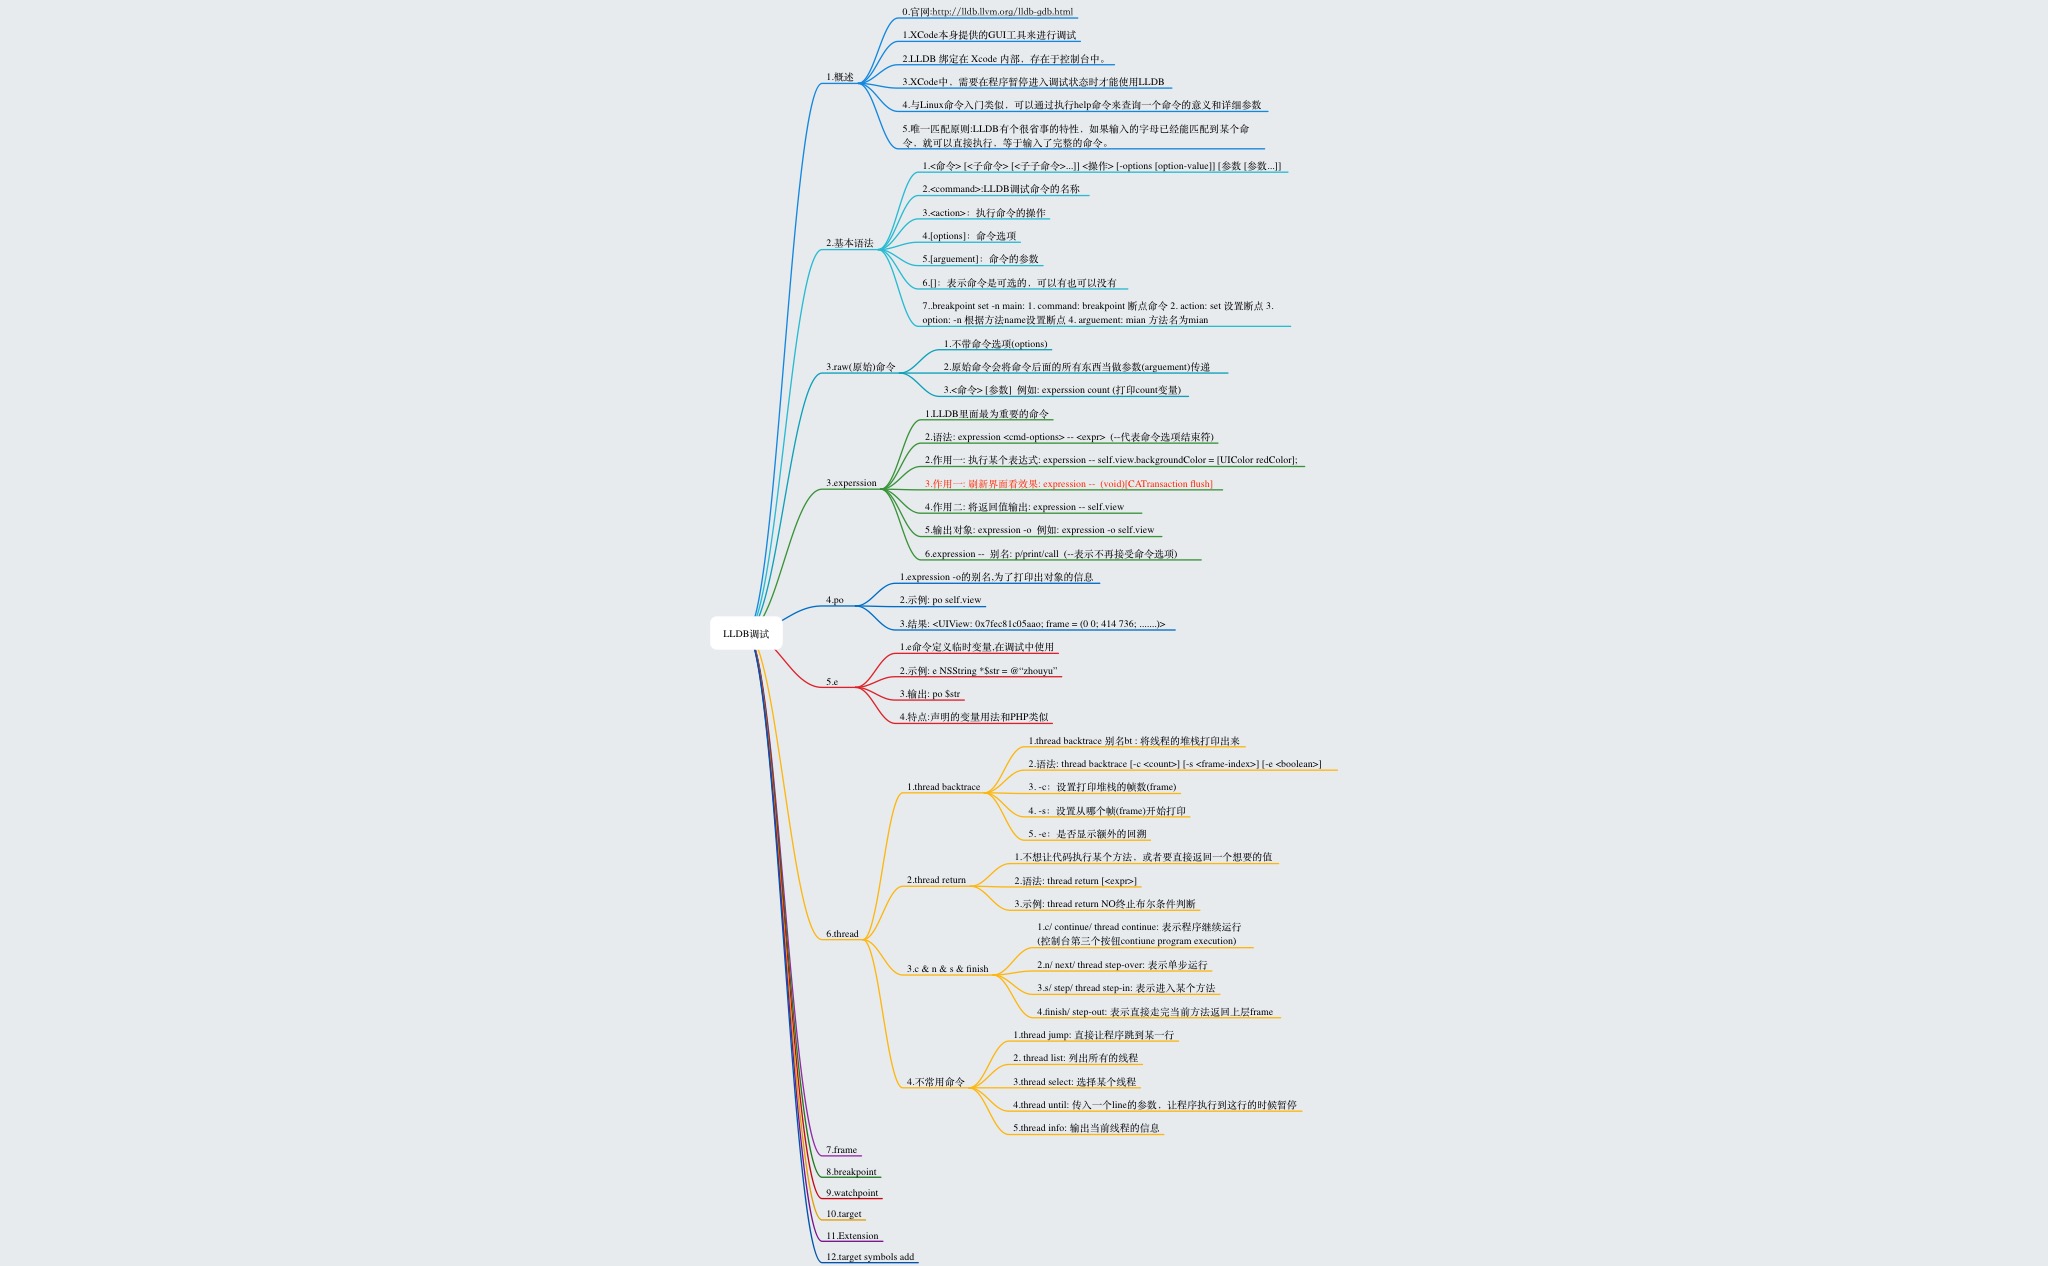 0.官网:http://lldb.llvm.org/lldb-gdb.html
1.XCode本身提供的GUI工具来进行调试
2.LLDB 绑定在 Xcode 内部，存在于控制台中。
3.XCode中，需要在程序暂停进入调试状态时才能使用LLDB
4.与Linux命令入门类似，可以通过执行help命令来查询一个命令的意义和详细参数
5.唯一匹配原则:LLDB有个很省事的特性，如果输入的字母已经能匹配到某个命
令，就可以直接执行，等于输入了完整的命令。
1.概述
1.<命令> [<子命令> [<子子命令>...]] <操作> [-options [option-value]] [参数 [参数...]]
2.<command>:LLDB调试命令的名称
3.<action>：执行命令的操作
4.[options]：命令选项
5.[arguement]：命令的参数
6.[]：表示命令是可选的，可以有也可以没有
7..breakpoint set -n main: 1. command: breakpoint 断点命令 2. action: set 设置断点 3.
option: -n 根据方法name设置断点 4. arguement: mian 方法名为mian
2.基本语法
1.不带命令选项(options)
2.原始命令会将命令后面的所有东西当做参数(arguement)传递
3.<命令> [参数]  例如: experssion count (打印count变量)
3.raw(原始)命令
1.LLDB里面最为重要的命令
2.语法: expression <cmd-options> -- <expr>  (--代表命令选项结束符)
2.作用一: 执行某个表达式: experssion -- self.view.backgroundColor = [UIColor redColor];
3.作用一: 刷新界面看效果: expression --  (void)[CATransaction flush]
4.作用二: 将返回值输出: expression -- self.view
5.输出对象: expression -o  例如: expression -o self.view
6.expression --  别名: p/print/call  (--表示不再接受命令选项)
3.experssion
1.expression -o的别名,为了打印出对象的信息
2.示例: po self.view
3.结果: <UIView: 0x7fec81c05aao; frame = (0 0; 414 736; .......)>
4.po
LLDB调试
1.e命令定义临时变量,在调试中使用
2.示例: e NSString *$str = @“zhouyu”
3.输出: po $str
4.特点:声明的变量用法和PHP类似
5.e
1.thread backtrace 别名bt : 将线程的堆栈打印出来
2.语法: thread backtrace [-c <count>] [-s <frame-index>] [-e <boolean>]
3. -c：设置打印堆栈的帧数(frame)
4. -s：设置从哪个帧(frame)开始打印
5. -e：是否显示额外的回溯
1.thread backtrace
1.不想让代码执行某个方法，或者要直接返回一个想要的值
2.语法: thread return [<expr>]
3.示例: thread return NO终止布尔条件判断
2.thread return
6.thread
1.c/ continue/ thread continue: 表示程序继续运行
(控制台第三个按钮contiune program execution)
2.n/ next/ thread step-over: 表示单步运行
3.s/ step/ thread step-in: 表示进入某个方法
4.finish/ step-out: 表示直接走完当前方法返回上层frame
3.c & n & s & finish
1.thread jump: 直接让程序跳到某一行
2. thread list: 列出所有的线程
3.thread select: 选择某个线程
4.thread until: 传入一个line的参数，让程序执行到这行的时候暂停
5.thread info: 输出当前线程的信息
4.不常用命令
7.frame
8.breakpoint
9.watchpoint
10.target
11.Extension
12.target symbols add